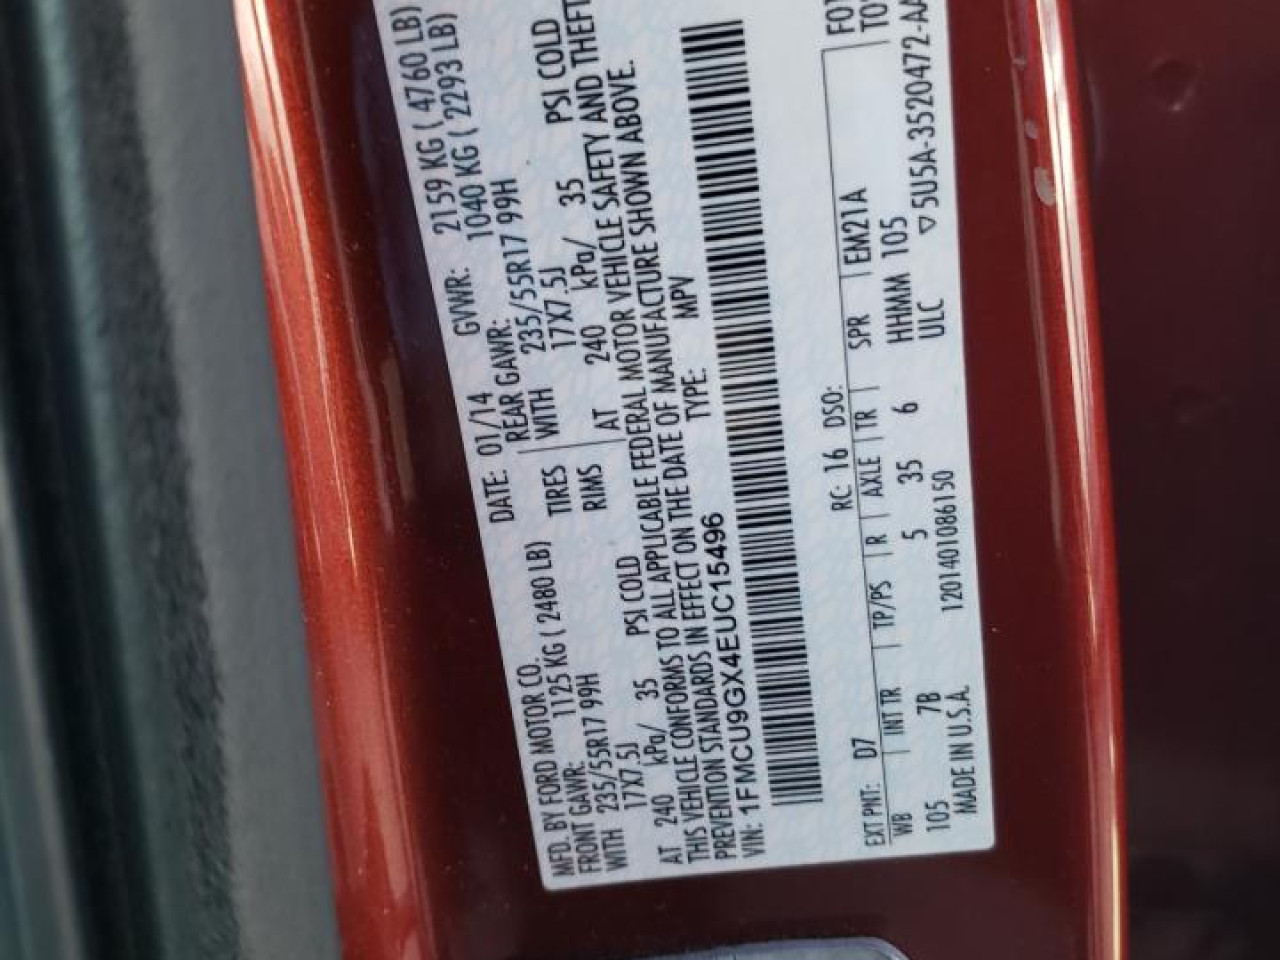 MFD. BY FORD MOTOR CO. DATE: 01/14 GVWR: 2159 KG ( 4760 LB)
FRONT GAWR: 1125 KG ( 2480 LB) REAR GAWR: 1040 KG ( 2293 LB)
WITH 235/55R17 99H TIRES WITH 235/55R17 99H
17X7.5J RIMS 17X7.5J
AT 240 kPa/ 35 PSI COLD AT 240 kPa/ 35 PSI COLD
THIS VEHICLE CONFORMS TO ALL APPLICABLE FEDERAL MOTOR VEHICLE SAFETY AND THEFT
PREVENTION STANDARDS IN EFFECT ON THE DATE OF MANUFACTURE SHOWN ABOVE.
VIN: 1FMCU9GX4EUC15496 TYPE: MPV
EXT PNT: D7 RC: 16 DSO:
WB INT TR TP/PS R AXLE TR SPR EM21A
105 7B 5 35 6 HHMM 105
MADE IN U.S.A. 1201401086150 ULC ▽5U5A-3520472-AA